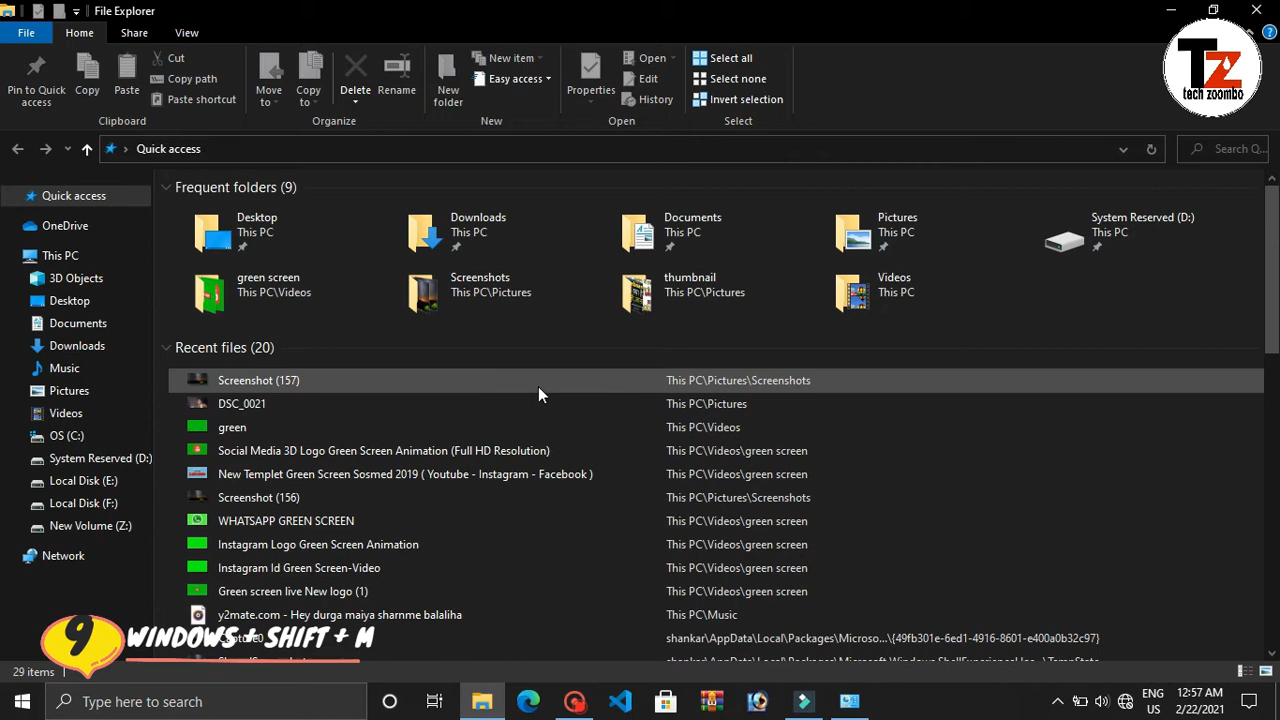 File Explorer
File Home Share View
Pin to Quick access
Copy
Paste
Cut
Copy path
Paste shortcut
Clipboard
Move to
Copy to
Delete
Rename
Organize
New folder
New item
Easy access
New
Properties
Open
Edit
History
Open
Select all
Select none
Invert selection
Select
TZ
tech zoombo
Quick access
Search Q...
Quick access
OneDrive
This PC
3D Objects
Desktop
Documents
Downloads
Music
Pictures
Videos
OS (C:)
System Reserved (D:)
Local Disk (E:)
Local Disk (F:)
New Volume (Z:)
Network
Frequent folders (9)
Desktop
This PC
Downloads
This PC
Documents
This PC
Pictures
This PC
System Reserved (D:)
This PC
green screen
This PC\Videos
Screenshots
This PC\Pictures
thumbnail
This PC\Pictures
Videos
This PC
Recent files (20)
Screenshot (157) This PC\Pictures\Screenshots
DSC_0021 This PC\Pictures
green This PC\Videos
Social Media 3D Logo Green Screen Animation (Full HD Resolution) This PC\Videos\green screen
New Templet Green Screen Sosmed 2019 ( Youtube - Instagram - Facebook ) This PC\Videos\green screen
Screenshot (156) This PC\Pictures\Screenshots
WHATSAPP GREEN SCREEN This PC\Videos\green screen
Instagram Logo Green Screen Animation This PC\Videos\green screen
Instagram Id Green Screen-Video This PC\Videos\green screen
Green screen live New logo (1) This PC\Videos\green screen
y2mate.com - Hey durga maiya sharnme balaliha This PC\Music
shankar\AppData\Local\Packages\Microso...\{49fb301e-6ed1-4916-8601-e400a0b32c97}
9 WINDOWS + SHIFT + M
29 items
Type here to search
ENG
US
12:57 AM
2/22/2021